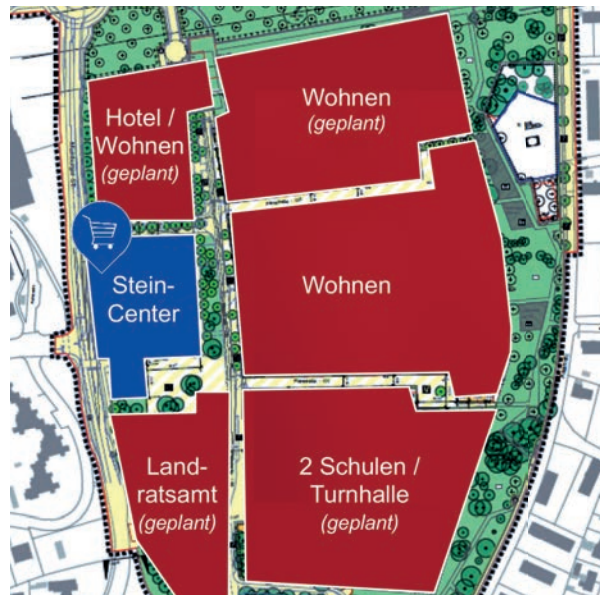 Hotel /
Wohnen
(geplant)
Wohnen
(geplant)
Stein-
Center
Wohnen
Land-
ratsamt
(geplant)
2 Schulen /
Turnhalle
(geplant)